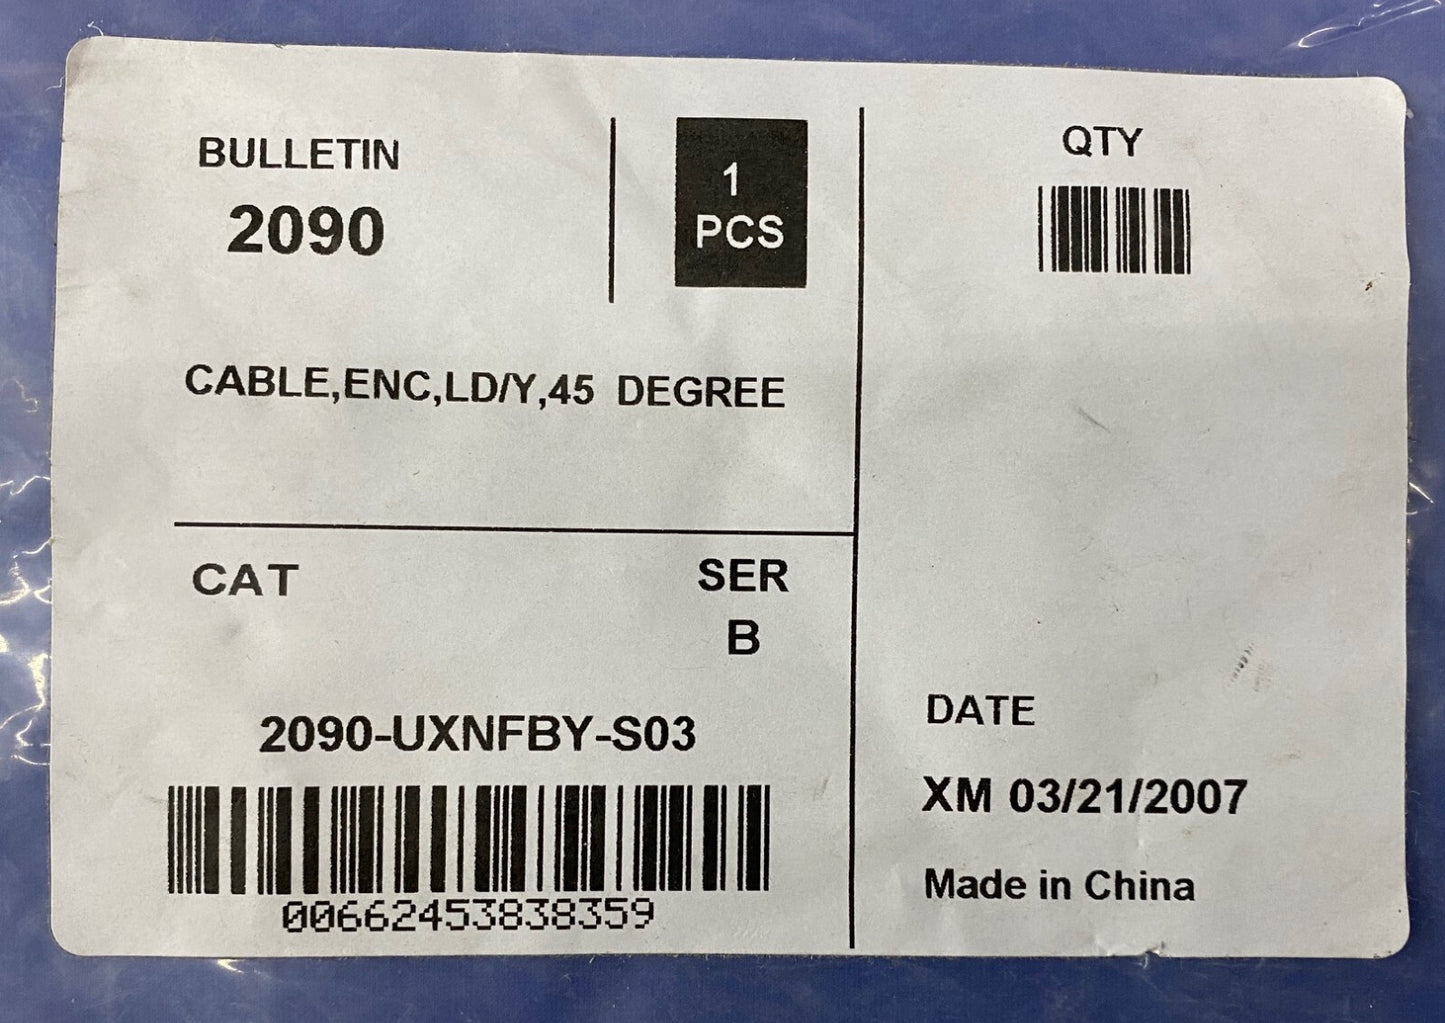 BULLETIN
2090
1
PCS
QTY
CABLE,ENC,LD/Y,45 DEGREE
CAT
SER
B
2090-UXNFBY-S03
00662453838359
DATE
XM 03/21/2007
Made in China